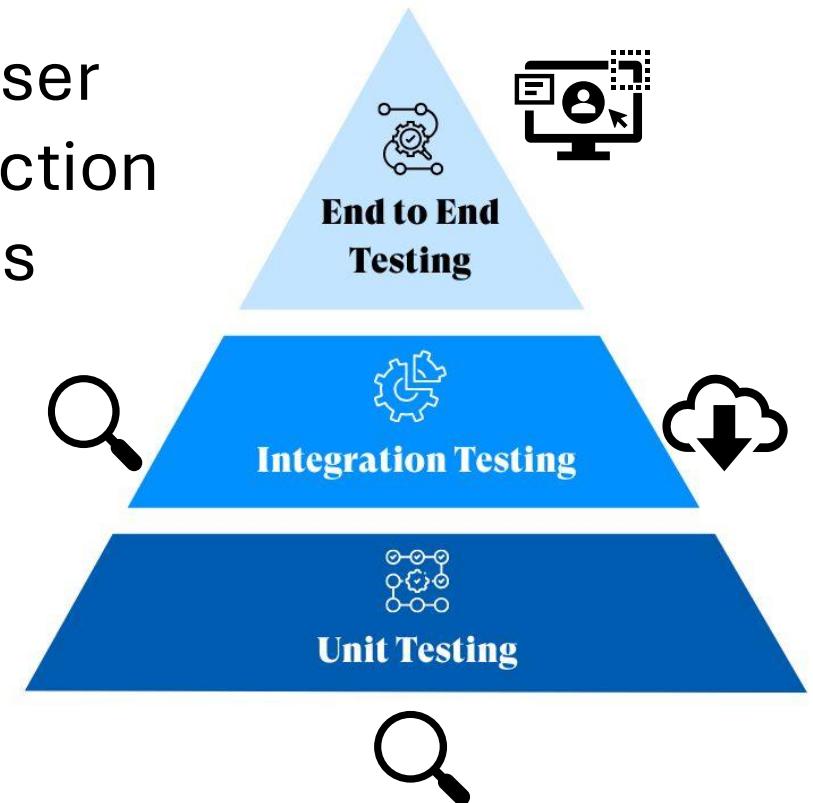 ser
ction
s
End to End
Testing
Integration Testing
Unit Testing